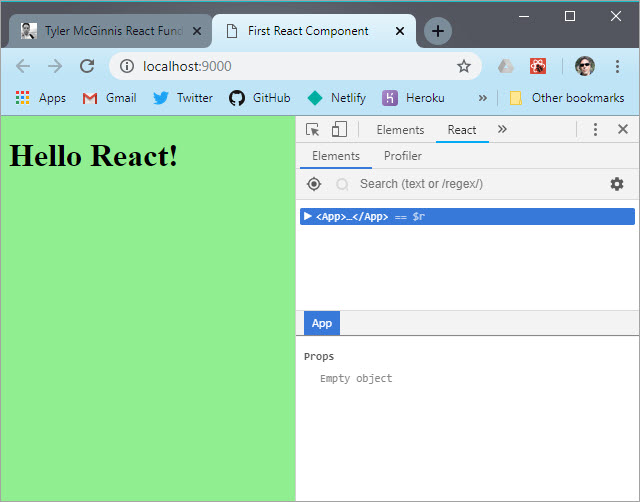 Tyler McGinnis React Fund
First React Component
localhost:9000
Apps Gmail Twitter GitHub Netlify Heroku » Other bookmarks
Hello React!
Elements React »
Elements Profiler
Search (text or /regex/)
<App>…</App> == $r
App
Props
Empty object